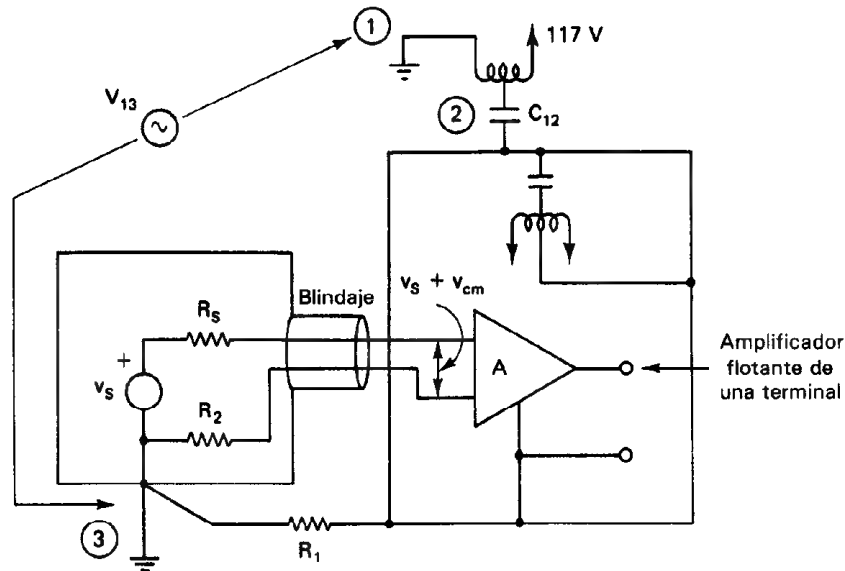 1
117 V
V13
2
C12
Blindaje
vS + vcm
RS
+
vS
A
Amplificador
flotante de
una terminal
R2
3
R1